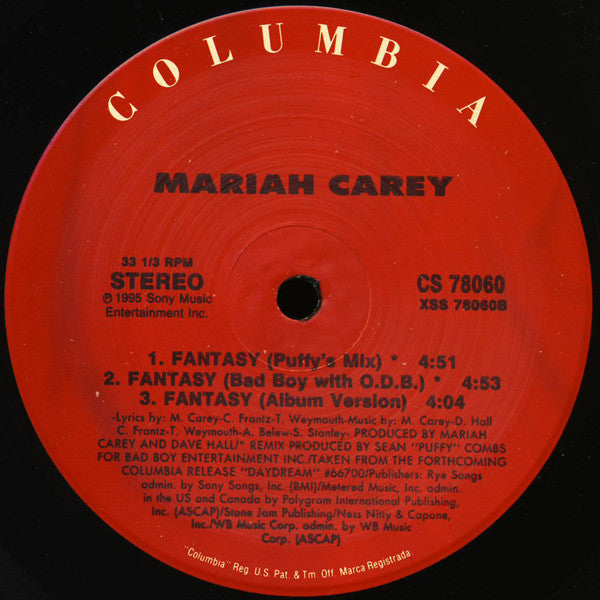 COLUMBIA
MARIAH CAREY
33 1/3 RPM
STEREO
℗ 1995 Sony Music
Entertainment Inc.
CS 78060
XSS 78060B
1. FANTASY (Puffy's Mix) * 4:51
2. FANTASY (Bad Boy with O.D.B.) * 4:53
3. FANTASY (Album Version) 4:04
-Lyrics by: M. Carey-C. Frantz-T. Weymouth-Music by: M. Carey-D. Hall
C. Frantz-T. Weymouth-A. Belew-S. Stanley- PRODUCED BY MARIAH
CAREY AND DAVE HALL/* REMIX PRODUCED BY SEAN "PUFFY" COMBS
FOR BAD BOY ENTERTAINMENT INC./TAKEN FROM THE FORTHCOMING
COLUMBIA RELEASE "DAYDREAM" #66700/Publishers: Rye Songs
admin. by Sony Songs, Inc. (BMI)/Metered Music, Inc. admin.
in the US and Canada by Polygram International Publishing,
Inc. (ASCAP)/Stone Jam Publishing/Ness Nitty & Capone,
Inc./WB Music Corp. admin. by WB Music
Corp. (ASCAP)
"Columbia" Reg. U.S. Pat. & Tm. Off. Marca Registrada